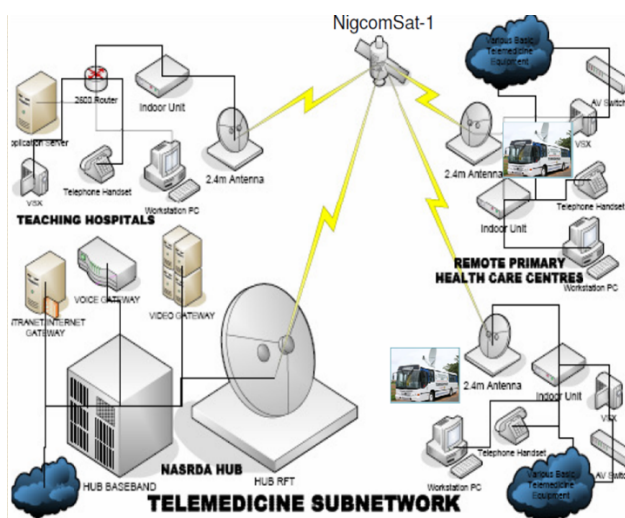 NigcomSat-1
Various Basic
Telemedicine
Equipment
AV Switch
2600 Router
Indoor Unit
VSX
pplication Server
2.4m Antenna
2.4m Antenna
VSX
Telephone Handset
Workstation PC
TEACHING HOSPITALS
Telephone Handset
Indoor Unit
REMOTE PRIMARY
HEALTH CARE CENTRES
Workstation PC
VOICE GATEWAY
VIDEO GATEWAY
NTRANET/INTERNET
GATEWAY
2.4m Antenna
Indoor Unit
VSX
Telephone Handset
AV Switch
Workstation PC
Various Basic
Telemedicine
Equipment
NASRDA HUB
HUB BASEBAND
HUB RFT
TELEMEDICINE SUBNETWORK